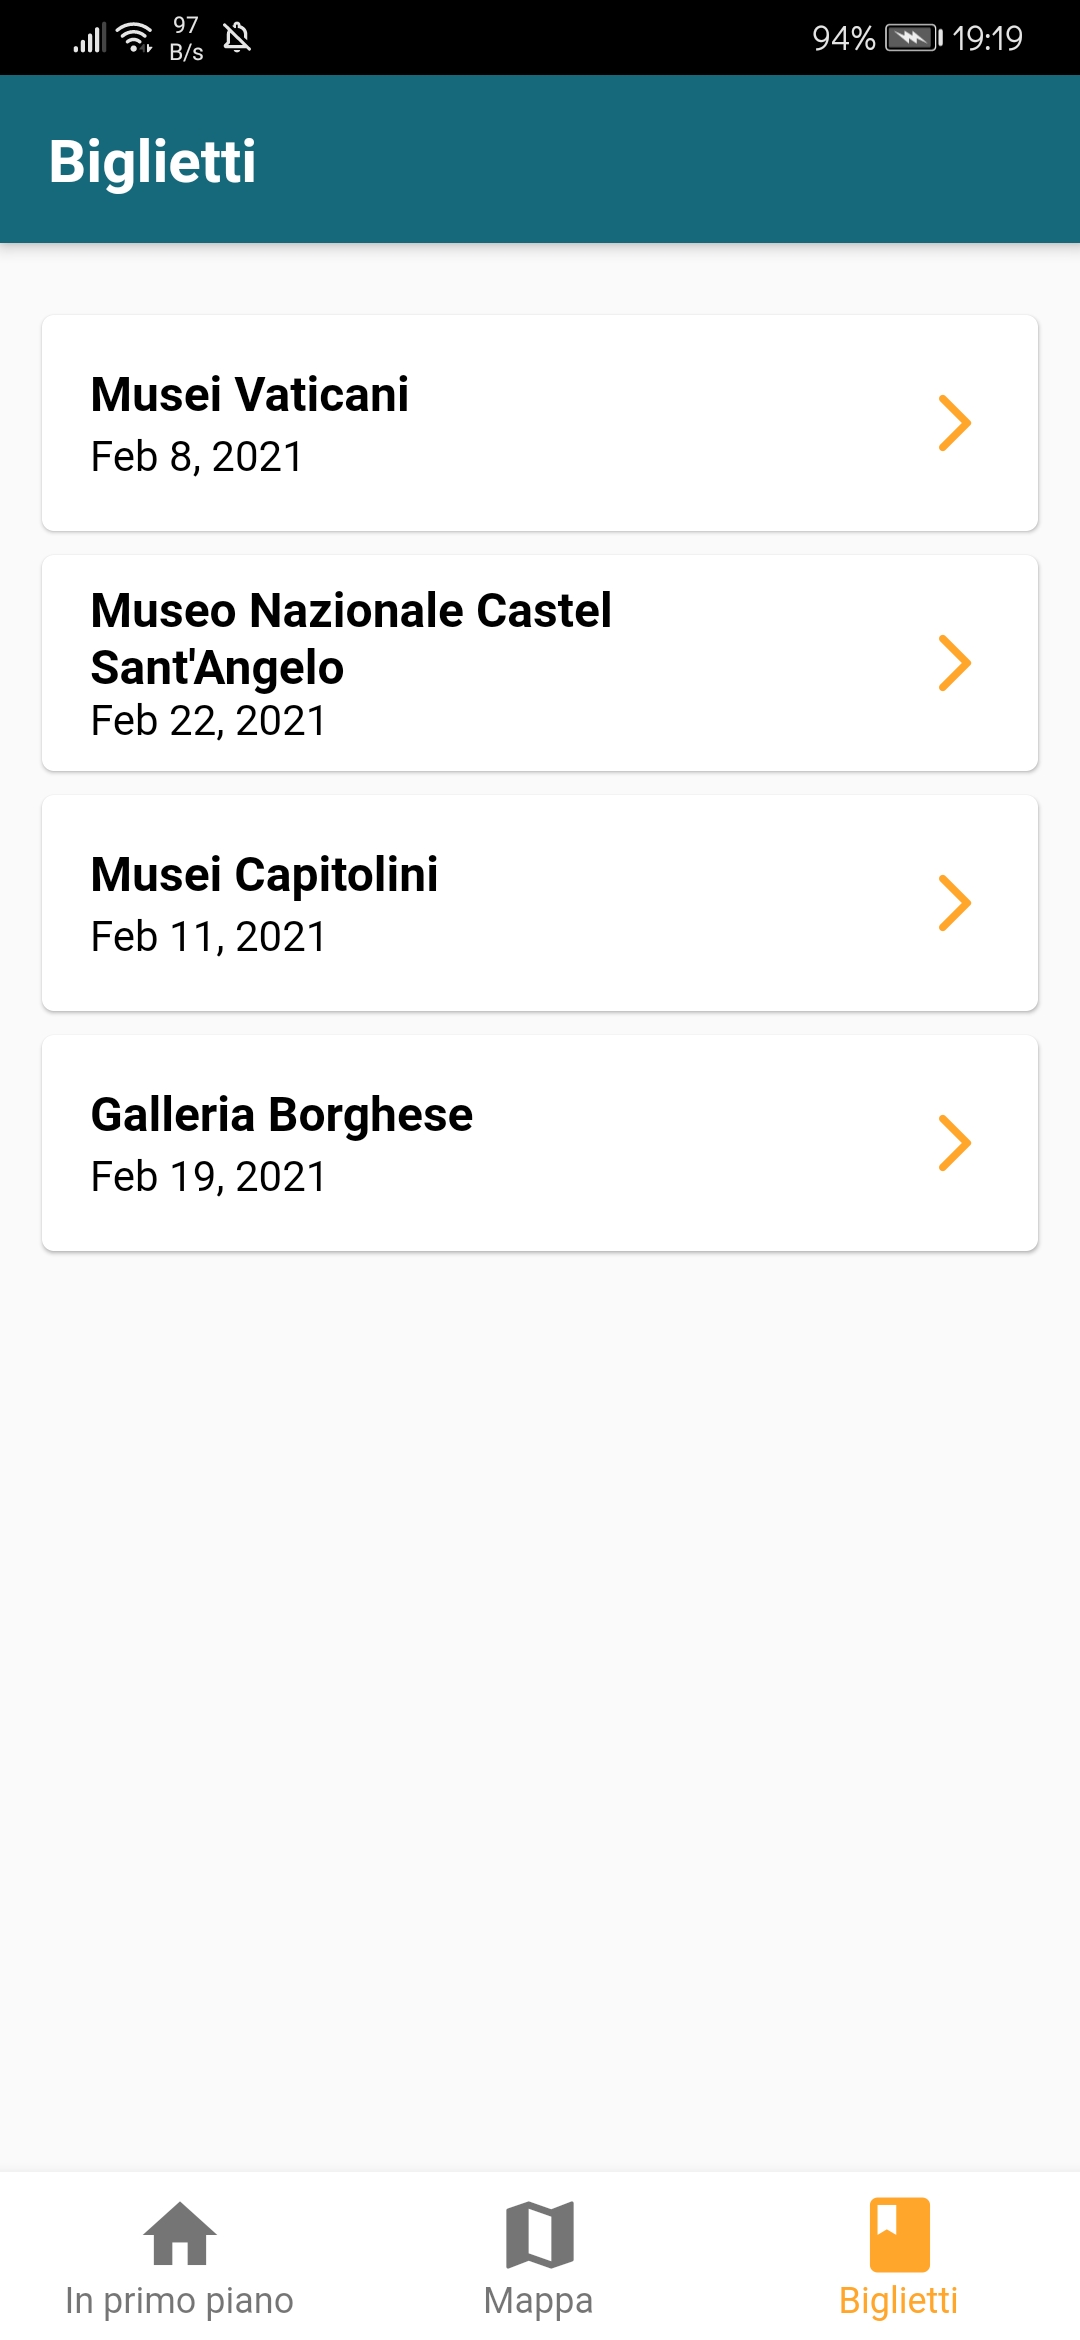 97
B/s
94%
19:19
Biglietti
Musei Vaticani
Feb 8, 2021
Museo Nazionale Castel
Sant'Angelo
Feb 22, 2021
Musei Capitolini
Feb 11, 2021
Galleria Borghese
Feb 19, 2021
In primo piano
Mappa
Biglietti